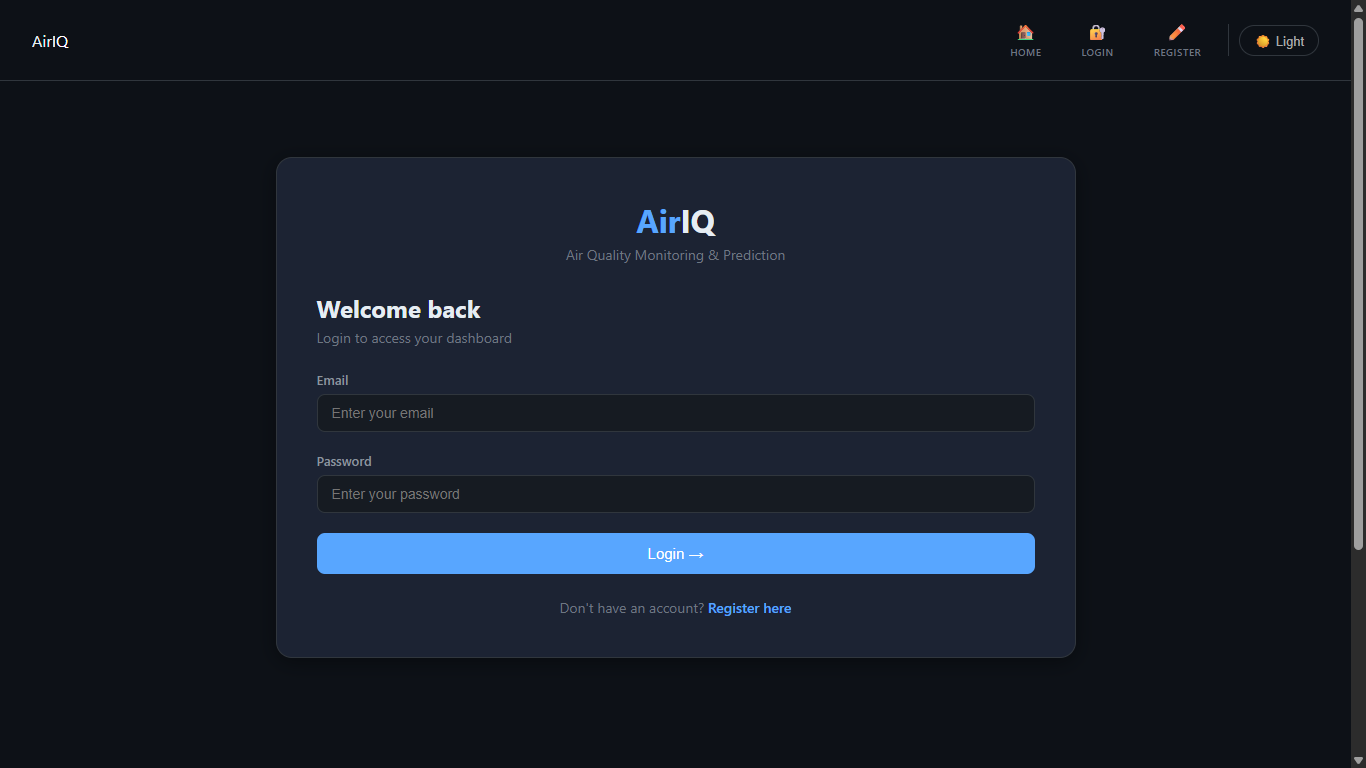 AirIQ
HOME
LOGIN
REGISTER
Light
AirIQ
Air Quality Monitoring & Prediction
Welcome back
Login to access your dashboard
Email
Enter your email
Password
Enter your password
Login →
Don't have an account? Register here